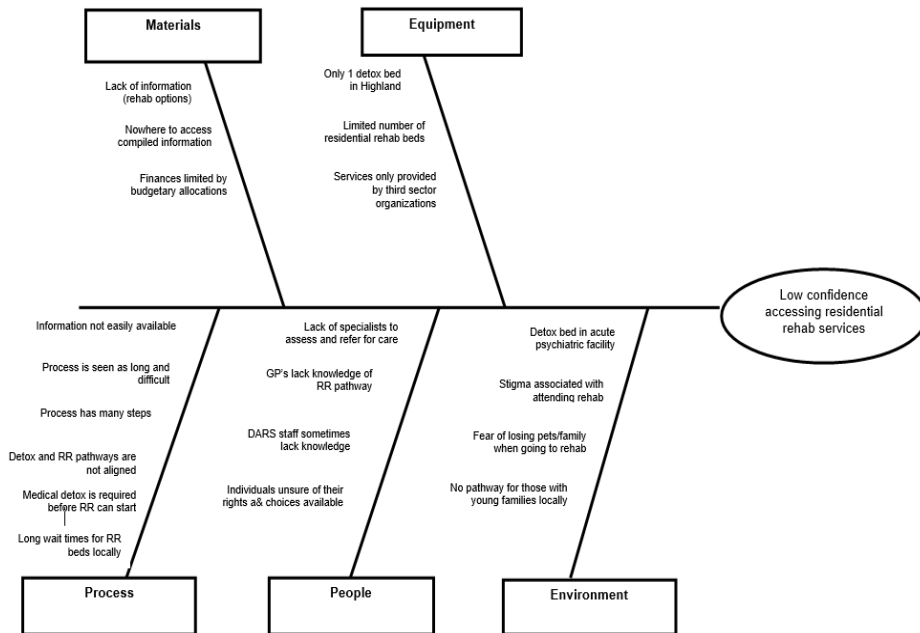 Materials
Equipment
Lack of information
(rehab options)
Nowhere to access
compiled information
Finances limited by
budgetary allocations
Only 1 detox bed
in Highland
Limited number of
residential rehab beds
Services only provided
by third sector
organizations
Low confidence
accessing residential
rehab services
Information not easily available
Process is seen as long and
difficult
Process has many steps
Detox and RR pathways are
not aligned
Medical detox is required
before RR can start
Long wait times for RR
beds locally
Lack of specialists to
assess and refer for care
GP's lack knowledge of
RR pathway
DARS staff sometimes
lack knowledge
Individuals unsure of their
rights a& choices available
Detox bed in acute
psychiatric facility
Stigma associated with
attending rehab
Fear of losing pets/family
when going to rehab
No pathway for those with
young families locally
Process
People
Environment